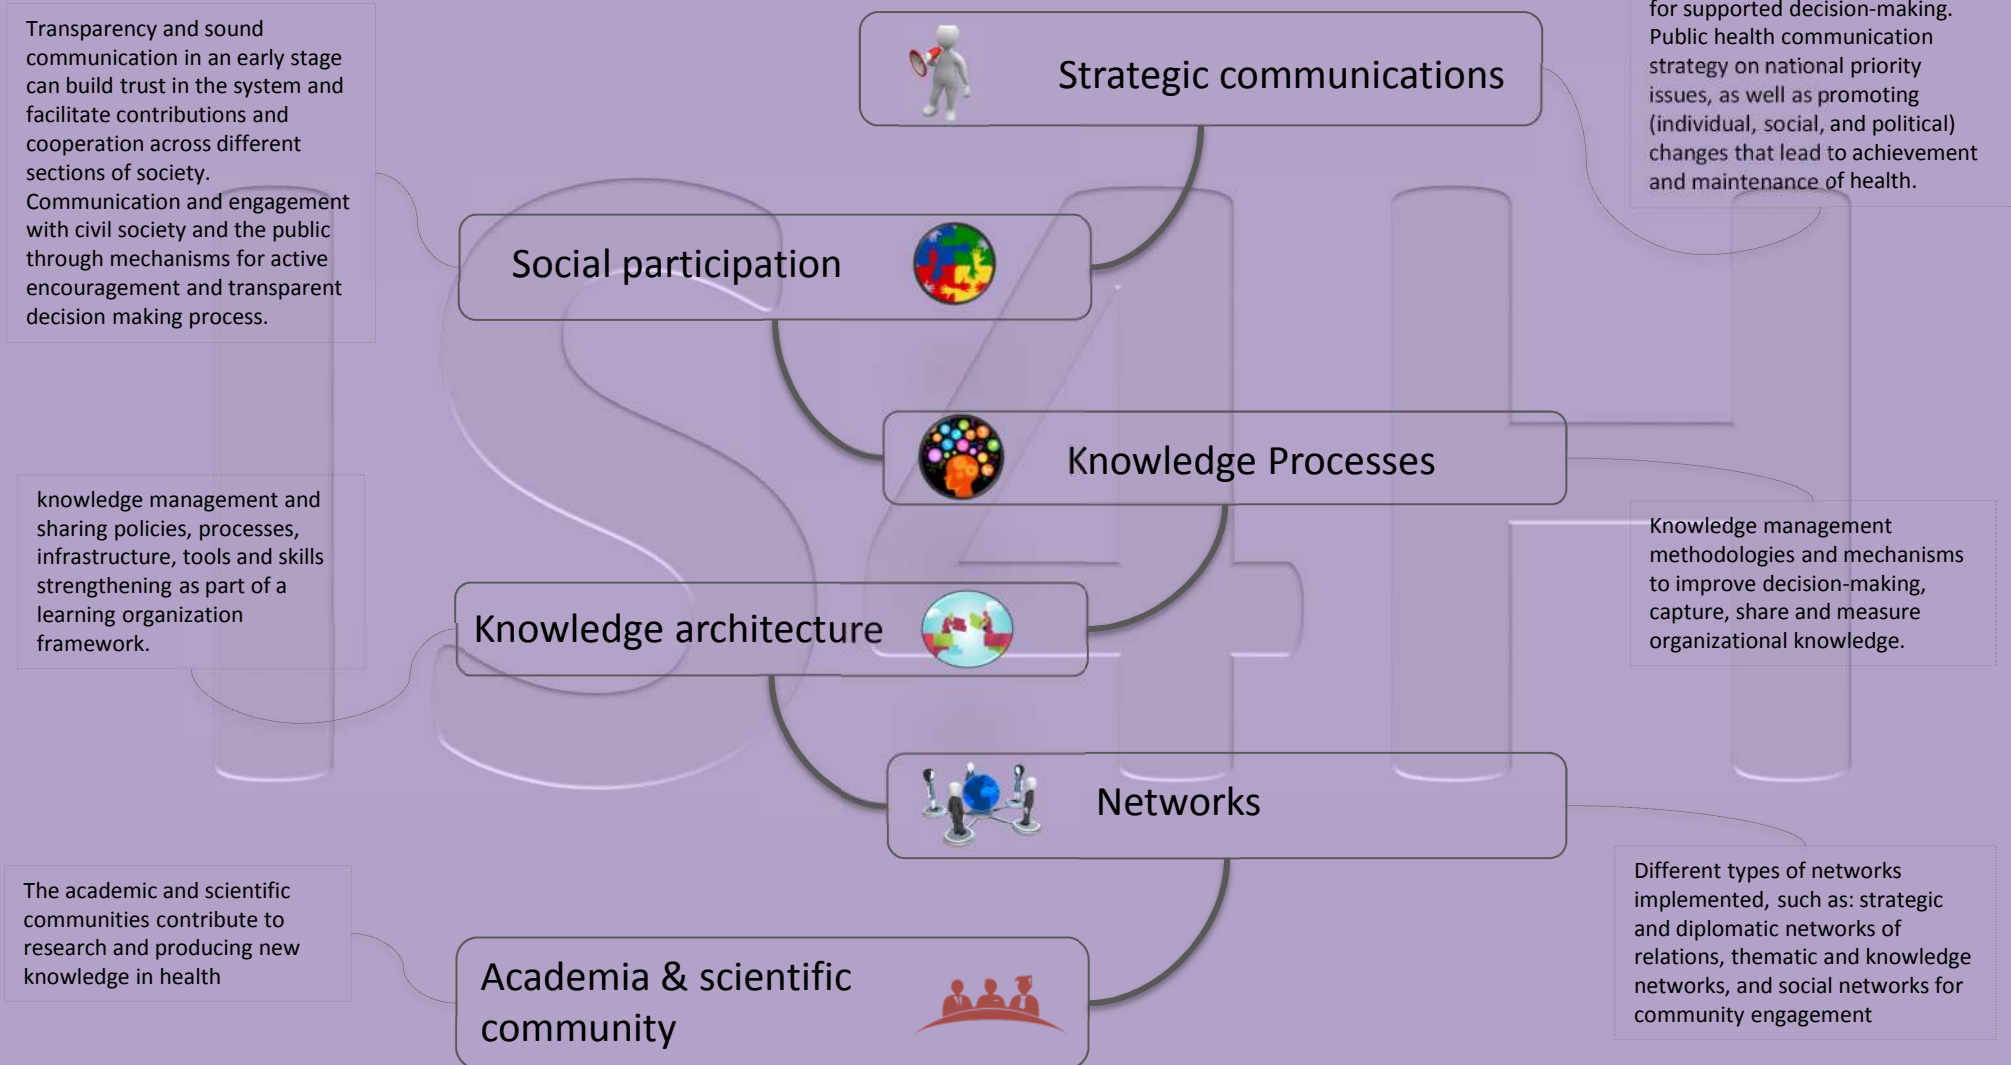 Transparency and sound
communication in an early stage
can build trust in the system and
facilitate contributions and
cooperation across different
sections of society.
Communication and engagement
with civil society and the public
through mechanisms for active
encouragement and transparent
decision making process.
Strategic communications
for supported decision-making.
Public health communication
strategy on national priority
issues, as well as promoting
(individual, social, and political)
changes that lead to achievement
and maintenance of health.
Social participation
Knowledge Processes
knowledge management and
sharing policies, processes,
infrastructure, tools and skills
strengthening as part of a
learning organization
framework.
Knowledge management
methodologies and mechanisms
to improve decision-making,
capture, share and measure
organizational knowledge.
Knowledge architecture
Networks
The academic and scientific
communities contribute to
research and producing new
knowledge in health
Different types of networks
implemented, such as: strategic
and diplomatic networks of
relations, thematic and knowledge
networks, and social networks for
community engagement
Academia & scientific
community
IS4H